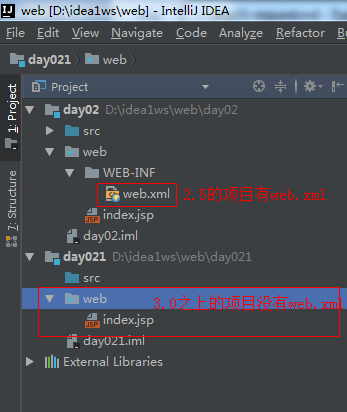 web [D:\idea1ws\web] - IntelliJ IDEA
File Edit View Navigate Code Analyze Refactor
day021 web
1: Project
7: Structure
Project
day02 D:\idea1ws\web\day02
src
web
WEB-INF
web.xml 2.5的项目有web.xml
index.jsp
day02.iml
day021 D:\idea1ws\web\day021
src
web 3.0之上的项目没有web.xml
index.jsp
day021.iml
External Libraries